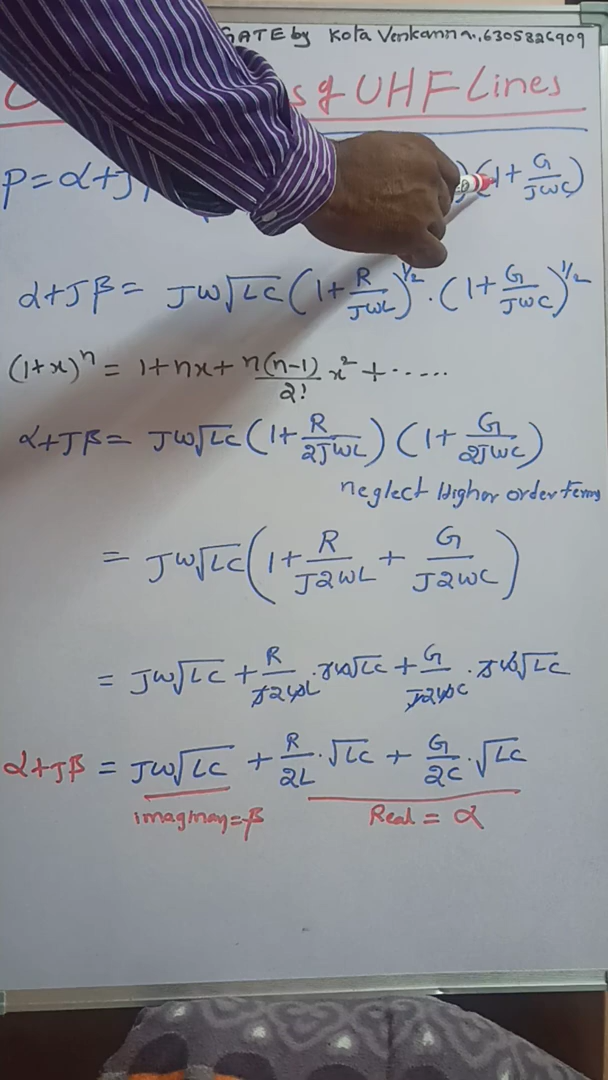 GATE by Kota Venkanna, 6305826909
of UHF Lines
P = α+Jβ (1+ G/JωC)
α+Jβ = Jω√LC (1+ R/JωL)^1/2 . (1+ G/JωC)^1/2
(1+x)^n = 1+nx+ n(n-1)/2! x² + .....
α+Jβ = Jω√LC (1+ R/2JωL) (1+ G/2JωC)
neglect Higher order terms
= Jω√LC (1+ R/J2ωL + G/J2ωC)
= Jω√LC + R/J2ωL . Jω√LC + G/J2ωC . Jω√LC
α+Jβ = Jω√LC + R/2L . √LC + G/2C . √LC
imaginary = β Real = α